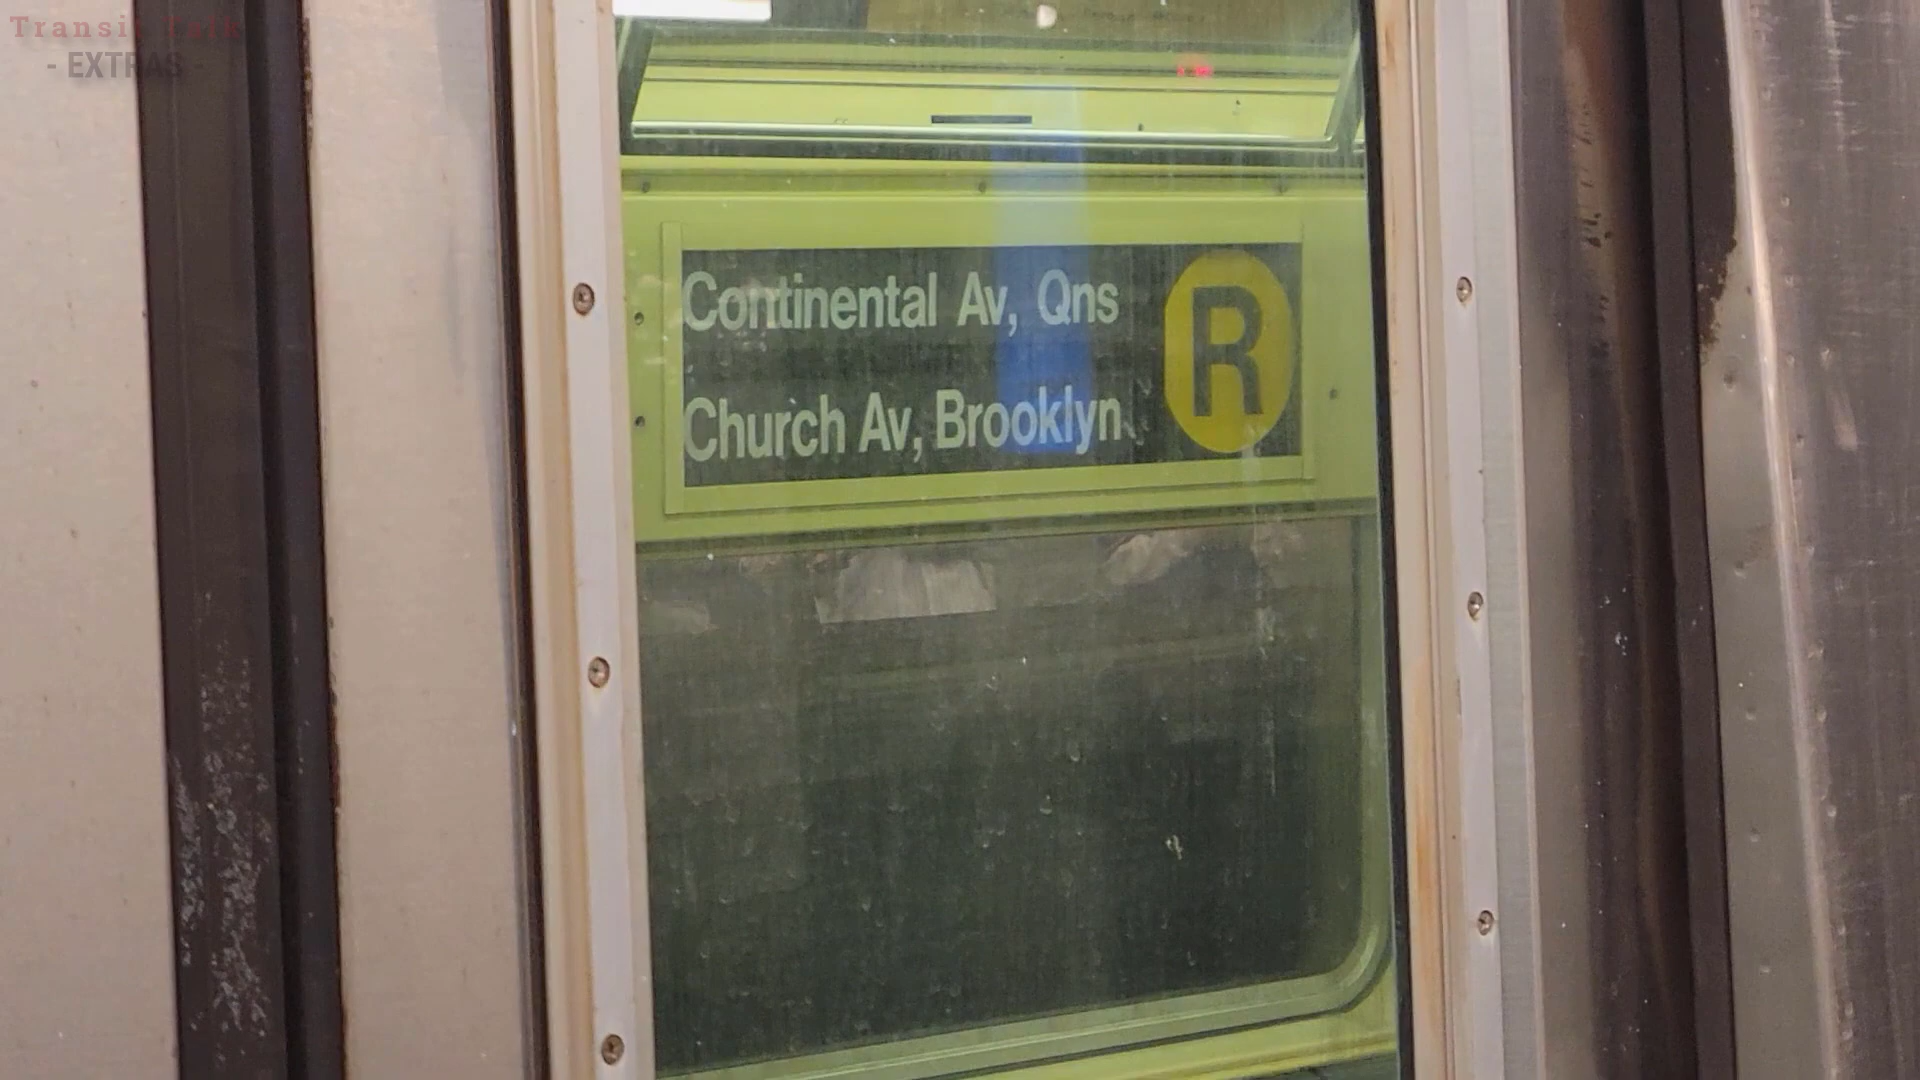 Transit Talk
- EXTRAS -
Continental Av, Qns
Church Av, Brooklyn
R